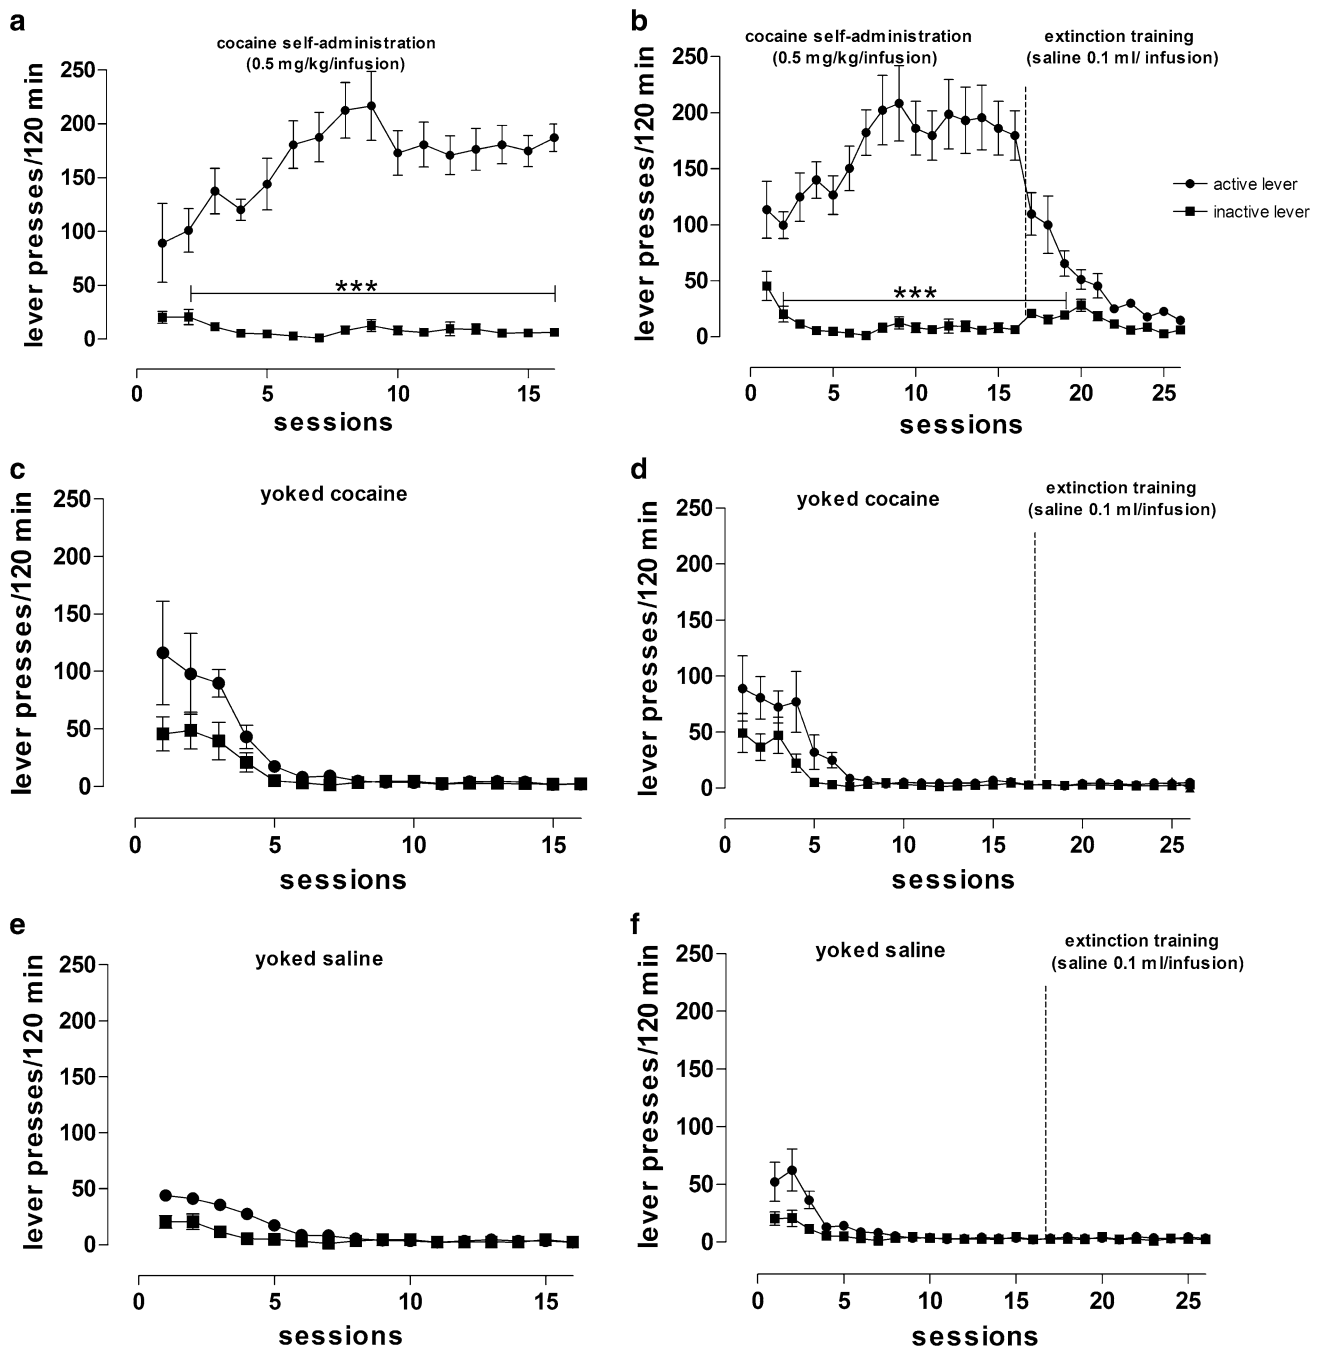 a
cocaine self-administration
(0.5 mg/kg/infusion)
lever presses/120 min
250
200
150
100
50
0
***
0 5 10 15
sessions
b
cocaine self-administration
(0.5 mg/kg/infusion)
extinction training
(saline 0.1 ml/ infusion)
lever presses/120 min
250
200
150
100
50
0
***
0 5 10 15 20 25
sessions
active lever
inactive lever
c
yoked cocaine
lever presses/120 min
250
200
150
100
50
0
0 5 10 15
sessions
d
yoked cocaine
extinction training
(saline 0.1 ml/infusion)
lever presses/120 min
250
200
150
100
50
0
0 5 10 15 20 25
sessions
e
yoked saline
lever presses/120 min
250
200
150
100
50
0
0 5 10 15
sessions
f
yoked saline
extinction training
(saline 0.1 ml/infusion)
lever presses/120 min
250
200
150
100
50
0
0 5 10 15 20 25
sessions